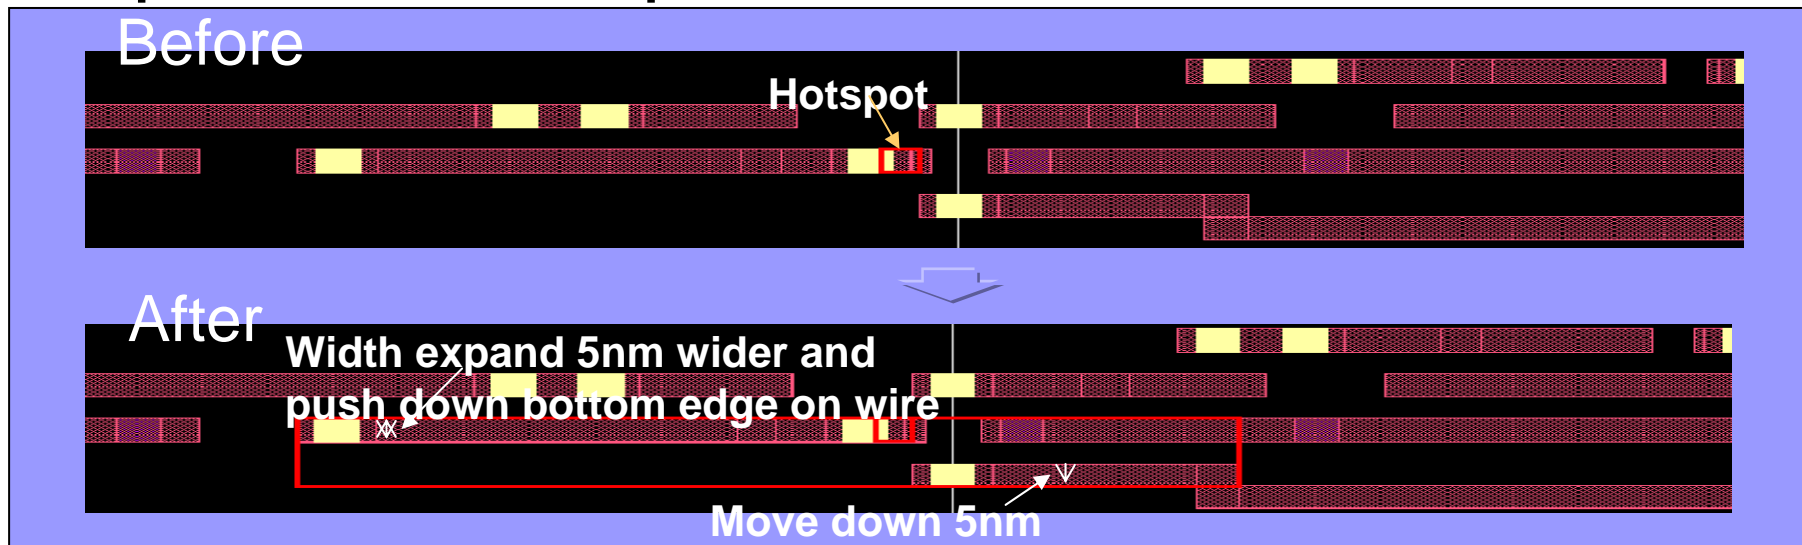 Before
Hotspot
After
Width expand 5nm wider and
push down bottom edge on wire
Move down 5nm